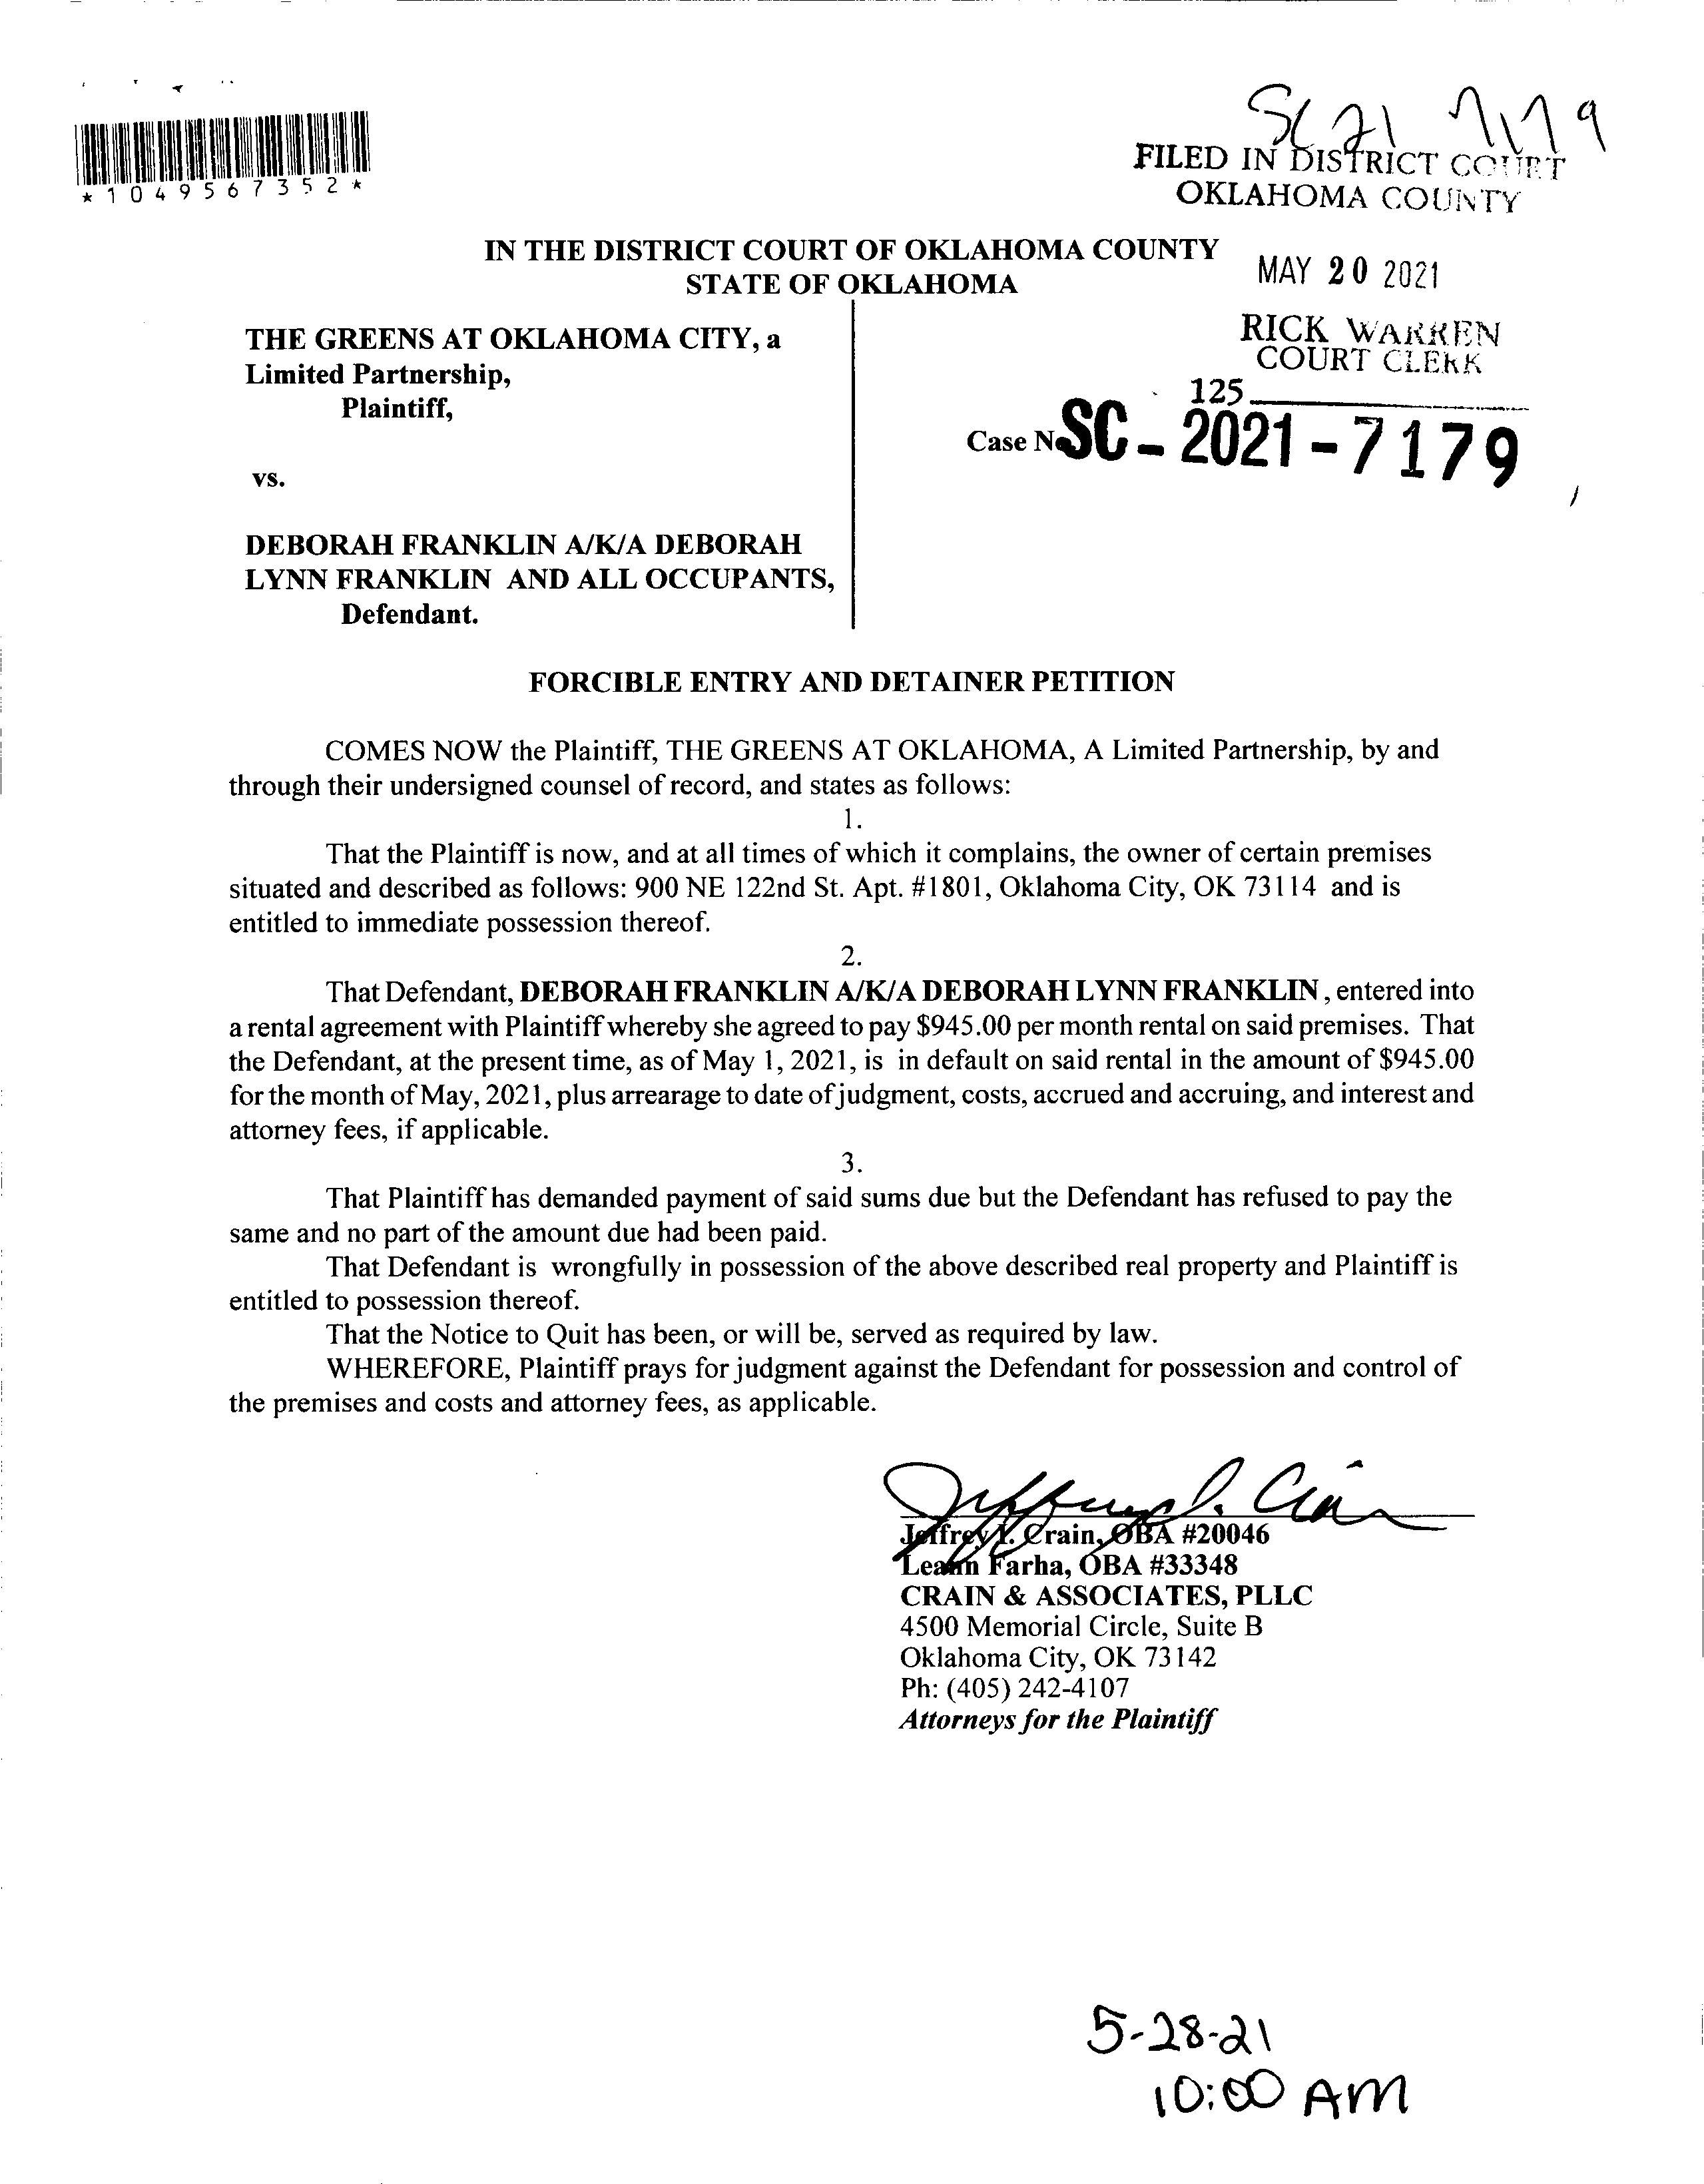 SC 21 7179
FILED IN DISTRICT COURT
OKLAHOMA COUNTY
*1049567352*
IN THE DISTRICT COURT OF OKLAHOMA COUNTY
STATE OF OKLAHOMA
MAY 20 2021
RICK WARREN
COURT CLERK
125
THE GREENS AT OKLAHOMA CITY, a
Limited Partnership,
Plaintiff,
Case No SC - 2021 - 7179
vs.
DEBORAH FRANKLIN A/K/A DEBORAH
LYNN FRANKLIN AND ALL OCCUPANTS,
Defendant.
FORCIBLE ENTRY AND DETAINER PETITION
COMES NOW the Plaintiff, THE GREENS AT OKLAHOMA, A Limited Partnership, by and
through their undersigned counsel of record, and states as follows:
1.
That the Plaintiff is now, and at all times of which it complains, the owner of certain premises
situated and described as follows: 900 NE 122nd St. Apt. #1801, Oklahoma City, OK 73114 and is
entitled to immediate possession thereof.
2.
That Defendant, DEBORAH FRANKLIN A/K/A DEBORAH LYNN FRANKLIN , entered into
a rental agreement with Plaintiff whereby she agreed to pay $945.00 per month rental on said premises. That
the Defendant, at the present time, as of May 1, 2021, is in default on said rental in the amount of $945.00
for the month of May, 2021, plus arrearage to date of judgment, costs, accrued and accruing, and interest and
attorney fees, if applicable.
3.
That Plaintiff has demanded payment of said sums due but the Defendant has refused to pay the
same and no part of the amount due had been paid.
That Defendant is wrongfully in possession of the above described real property and Plaintiff is
entitled to possession thereof.
That the Notice to Quit has been, or will be, served as required by law.
WHEREFORE, Plaintiff prays for judgment against the Defendant for possession and control of
the premises and costs and attorney fees, as applicable.
Jeffrey I. Crain, OBA #20046
Leann Farha, OBA #33348
CRAIN & ASSOCIATES, PLLC
4500 Memorial Circle, Suite B
Oklahoma City, OK 73142
Ph: (405) 242-4107
Attorneys for the Plaintiff
5-28-21
10:00 AM